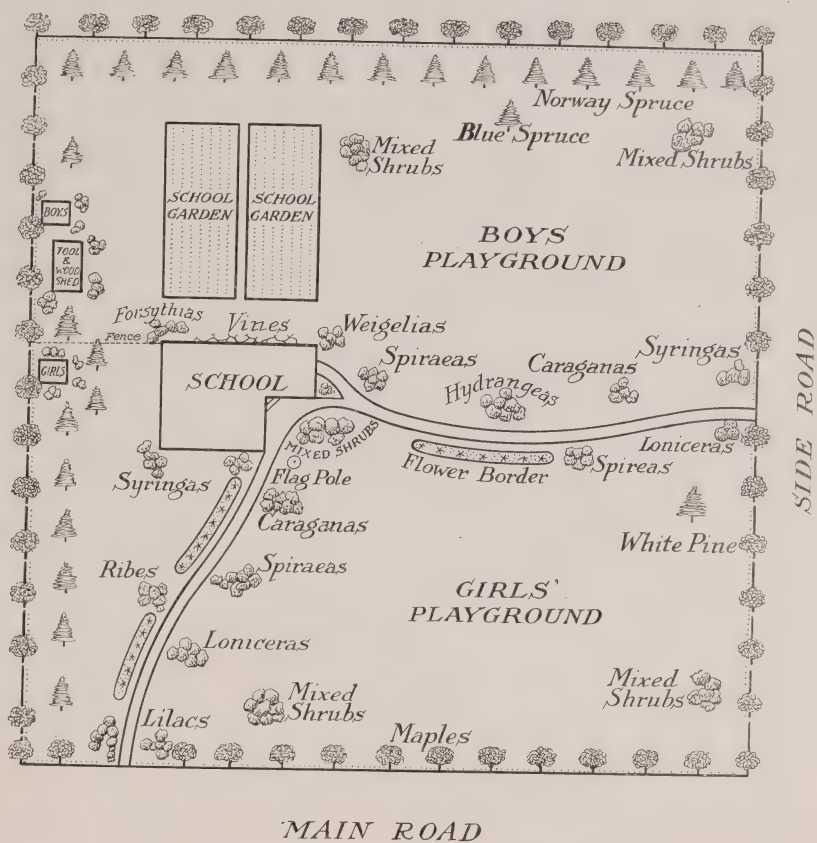 Norway Spruce
Blue Spruce
Mixed
Shrubs
Mixed Shrubs
SCHOOL
GARDEN
SCHOOL
GARDEN
BOYS
BOYS
PLAYGROUND
TOOL
&
WOOD
SHED
Forsythias
Vines
Weigelias
Fence
Syringas
Spiraeas
Caraganas
Hydrangeas
GIRLS
SCHOOL
SIDE ROAD
MIXED SHRUBS
Loniceras
Flower Border
Spireas
Syringas
Flag Pole
Caraganas
White Pine
Ribes
Spiraeas
GIRLS'
PLAYGROUND
Loniceras
Mixed
Shrubs
Mixed
Shrubs
Lilacs
Maples
MAIN ROAD